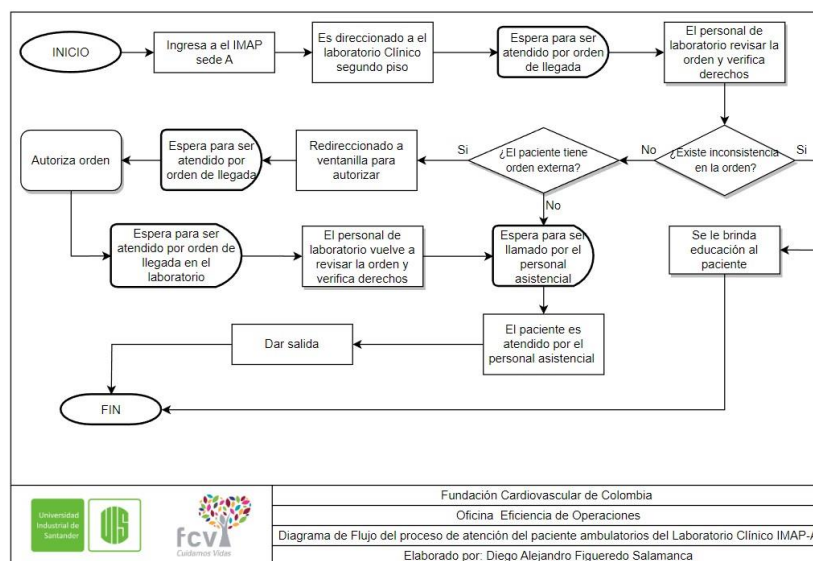 INICIO
Ingresa a el IMAP
sede A
Es direccionado a el
laboratorio Clínico
segundo piso
Espera para ser
atendido por orden
de llegada
El personal de
laboratorio revisar la
orden y verifica
derechos
¿Existe inconsistencia
en la orden?
No
Si
¿El paciente tiene
orden externa?
Si
No
Redireccionado a
ventanilla para
autorizar
Espera para ser
atendido por
orden de llegada
Autoriza orden
Espera para ser
atendido por orden de
llegada en el
laboratorio
El personal de
laboratorio vuelve a
revisar la orden y
verifica derechos
Espera para ser
llamado por el
personal
asistencial
Se le brinda
educación al
paciente
El paciente es
atendido por el
personal asistencial
Dar salida
FIN
Universidad
Industrial de
Santander
UIS
fcv
Cuidamos Vidas
Fundación Cardiovascular de Colombia
Oficina Eficiencia de Operaciones
Diagrama de Flujo del proceso de atención del paciente ambulatorios del Laboratorio Clínico IMAP-A
Elaborado por: Diego Alejandro Figueredo Salamanca